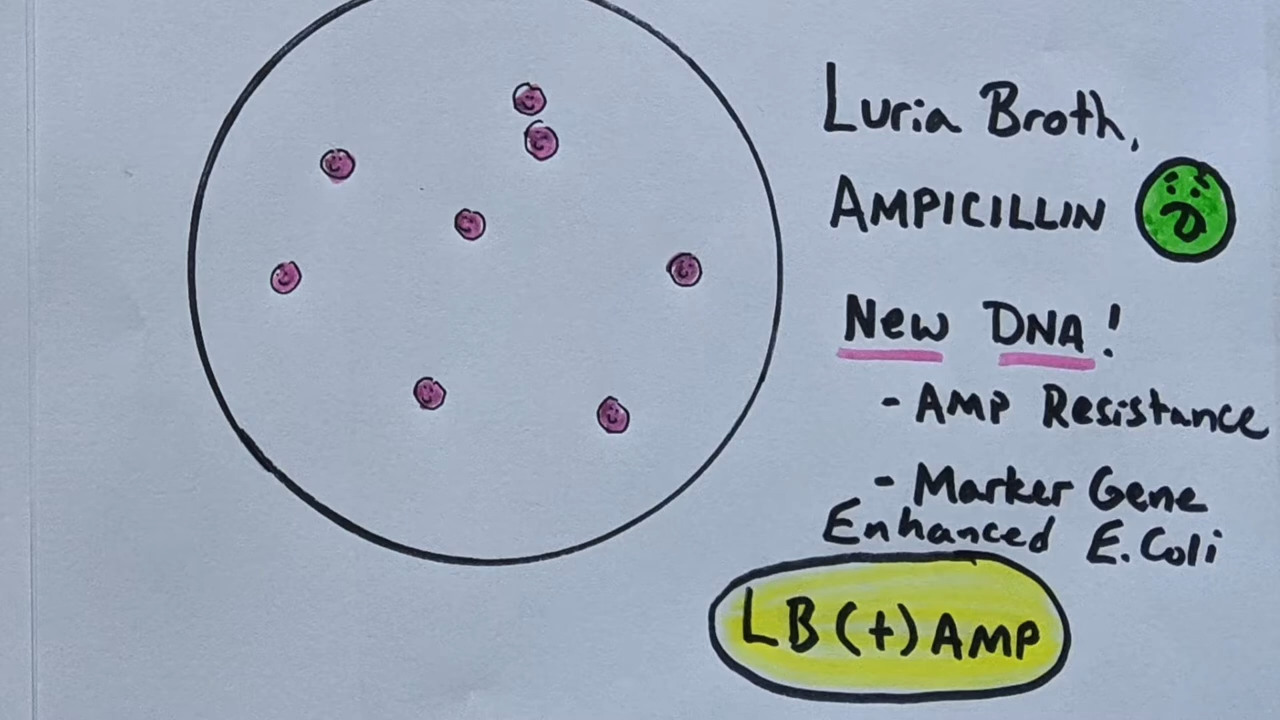 Luria Broth,
AMPICILLIN
New DNA!
- AMP Resistance
- Marker Gene
Enhanced E. Coli
LB (+) AMP